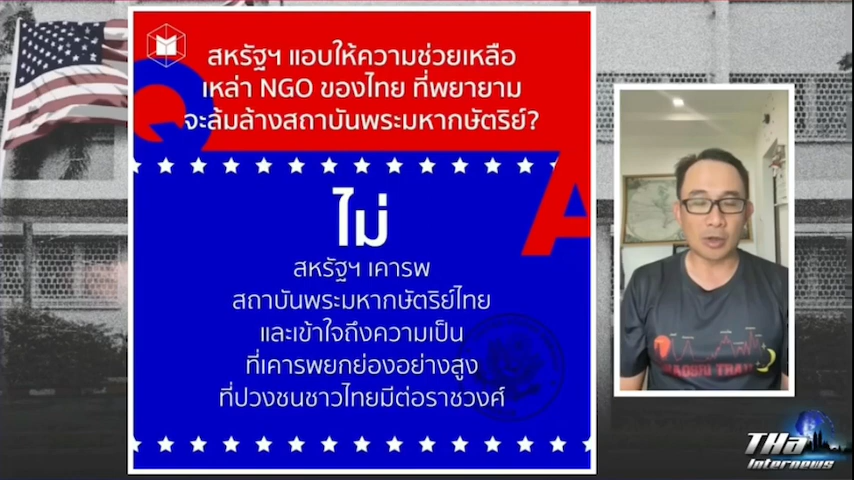 สหรัฐฯ แอบให้ความช่วยเหลือ
เหล่า NGO ของไทย ที่พยายาม
จะล้มล้างสถาบันพระมหากษัตริย์?
Q
A
ไม่
สหรัฐฯ เคารพ
สถาบันพระมหากษัตริย์ไทย
และเข้าใจถึงความเป็น
ที่เคารพยกย่องอย่างสูง
ที่ปวงชนชาวไทยมีต่อราชวงศ์
THa
Internews